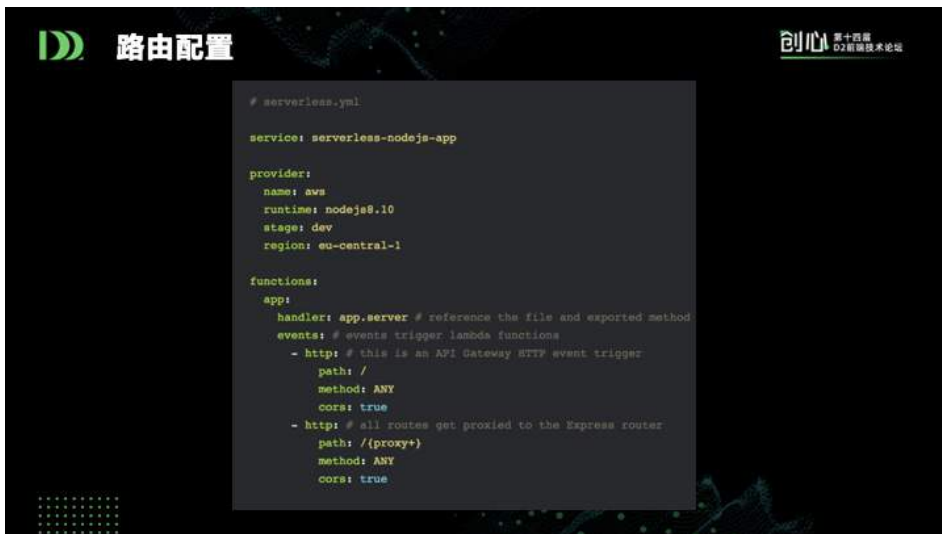 路由配置
创心 第十四届
D2前端技术论坛
# serverless.yml
service: serverless-nodejs-app
provider:
name: aws
runtime: nodejs8.10
stage: dev
region: eu-central-1
functions:
app:
handler: app.server # reference the file and exported method
events: # events trigger lambda functions
- http: # this is an API Gateway HTTP event trigger
path: /
method: ANY
cors: true
- http: # all routes get proxied to the Express router
path: /{proxy+}
method: ANY
cors: true